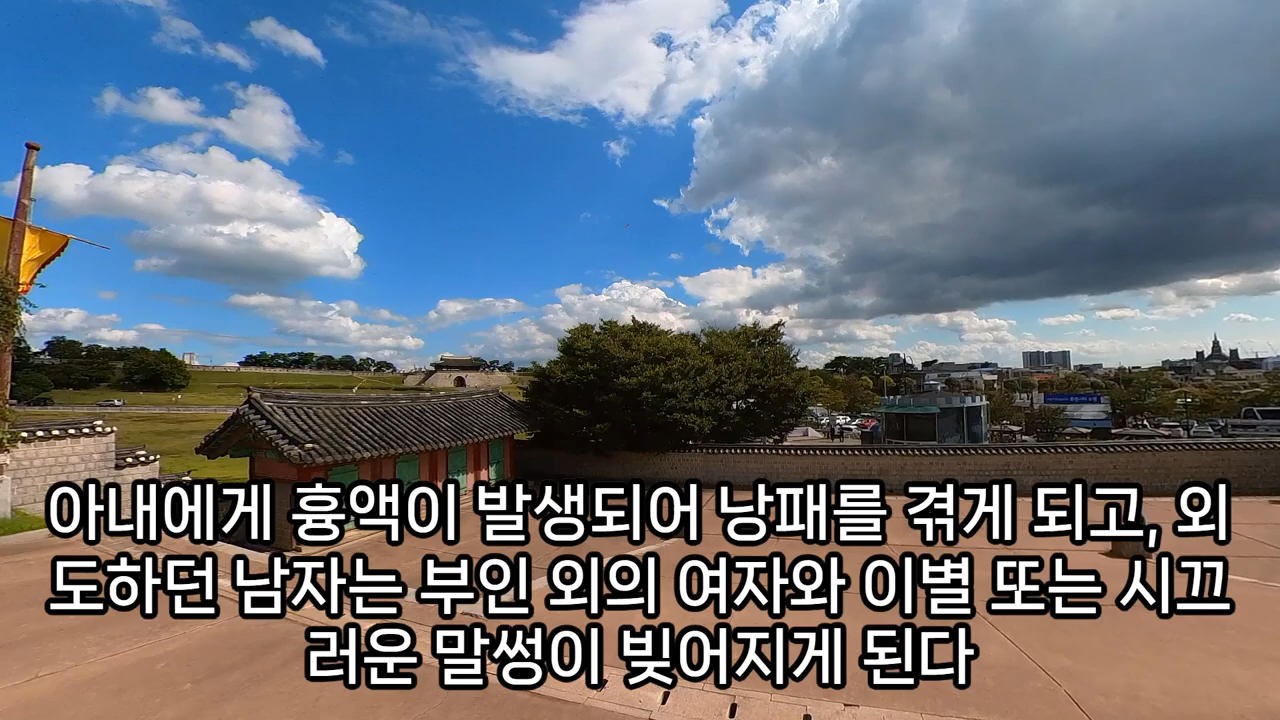 아내에게 흉액이 발생되어 낭패를 겪게 되고, 외
도하던 남자는 부인 외의 여자와 이별 또는 시끄
러운 말썽이 빚어지게 된다